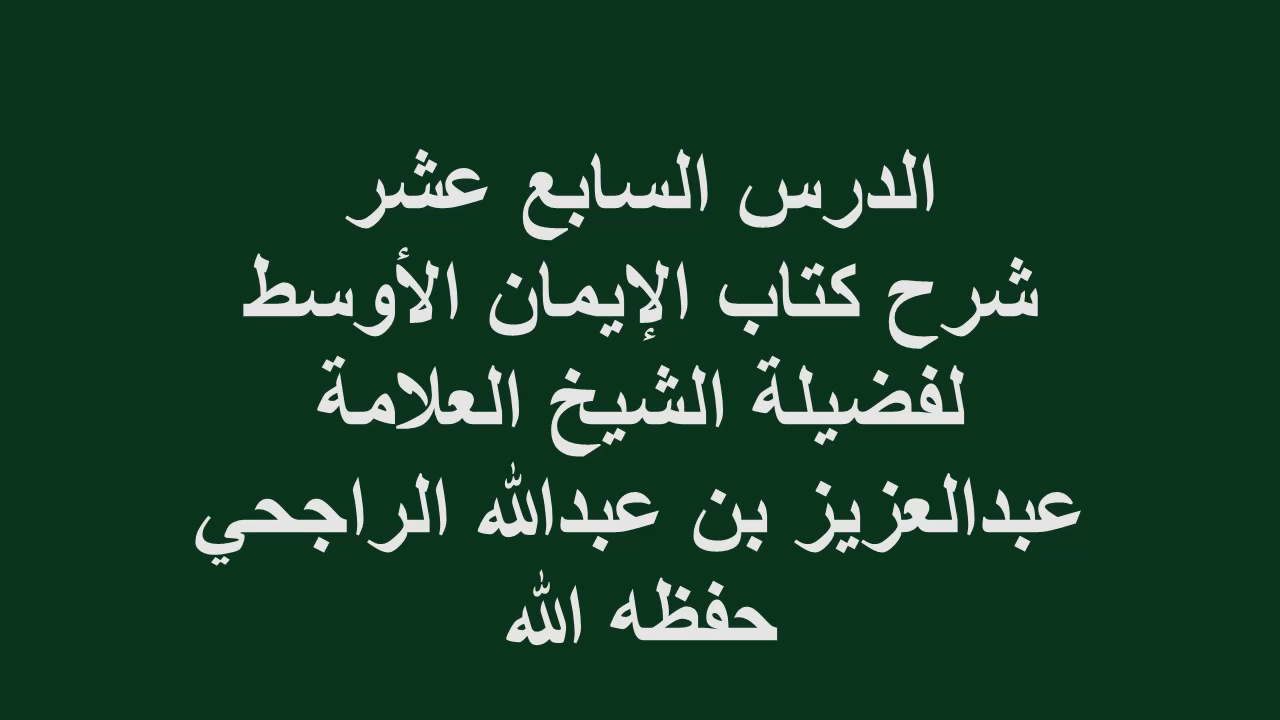 الدرس السابع عشر
شرح كتاب الإيمان الأوسط
لفضيلة الشيخ العلامة
عبدالعزيز بن عبدالله الراجحي
حفظه الله